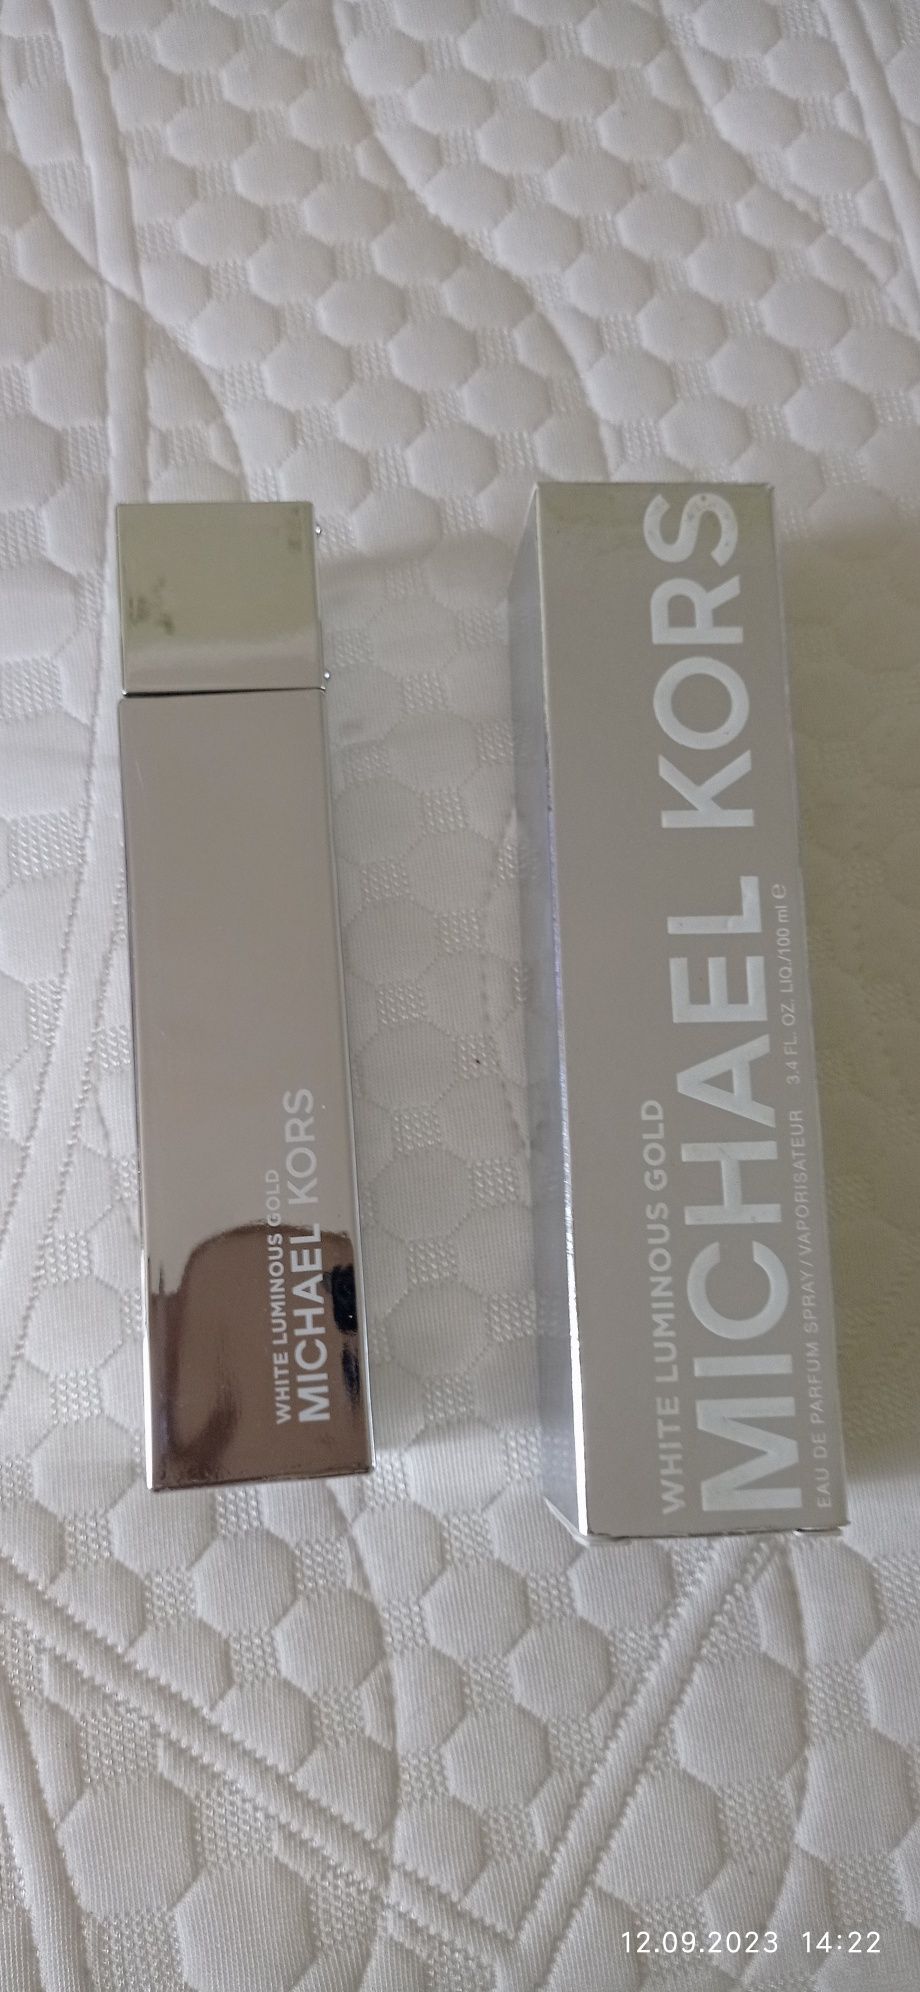 WHITE LUMINOUS GOLD
MICHAEL KORS
WHITE LUMINOUS GOLD
MICHAEL KORS
EAU DE PARFUM SPRAY / VAPORISATEUR 3.4 FL. OZ. LIQ./100 ml ℮
12.09.2023 14:22